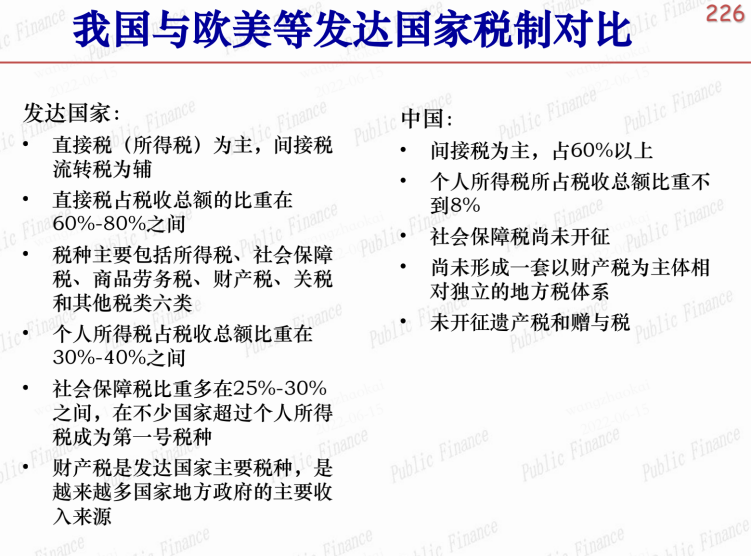 我国与欧美等发达国家税制对比
226
发达国家：
• 直接税（所得税）为主，间接税
流转税为辅
• 直接税占税收总额的比重在
60%-80%之间
• 税种主要包括所得税、社会保障
税、商品劳务税、财产税、关税
和其他税类六类
• 个人所得税占税收总额比重在
30%-40%之间
• 社会保障税比重多在25%-30%
之间，在不少国家超过个人所得
税成为第一号税种
• 财产税是发达国家主要税种，是
越来越多国家地方政府的主要收
入来源
中国：
• 间接税为主，占60%以上
• 个人所得税所占税收总额比重不
到8%
• 社会保障税尚未开征
• 尚未形成一套以财产税为主体相
对独立的地方税体系
• 未开征遗产税和赠与税
Public Finance